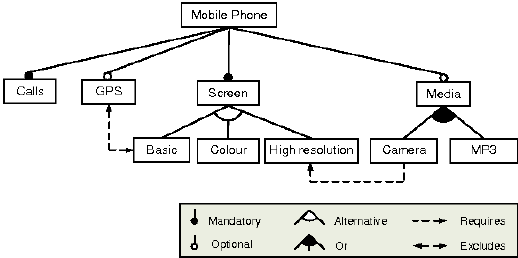 Mobile Phone
Calls
GPS
Screen
Media
Basic
Colour
High resolution
Camera
MP3
Mandatory
Alternative
Requires
Optional
Or
Excludes